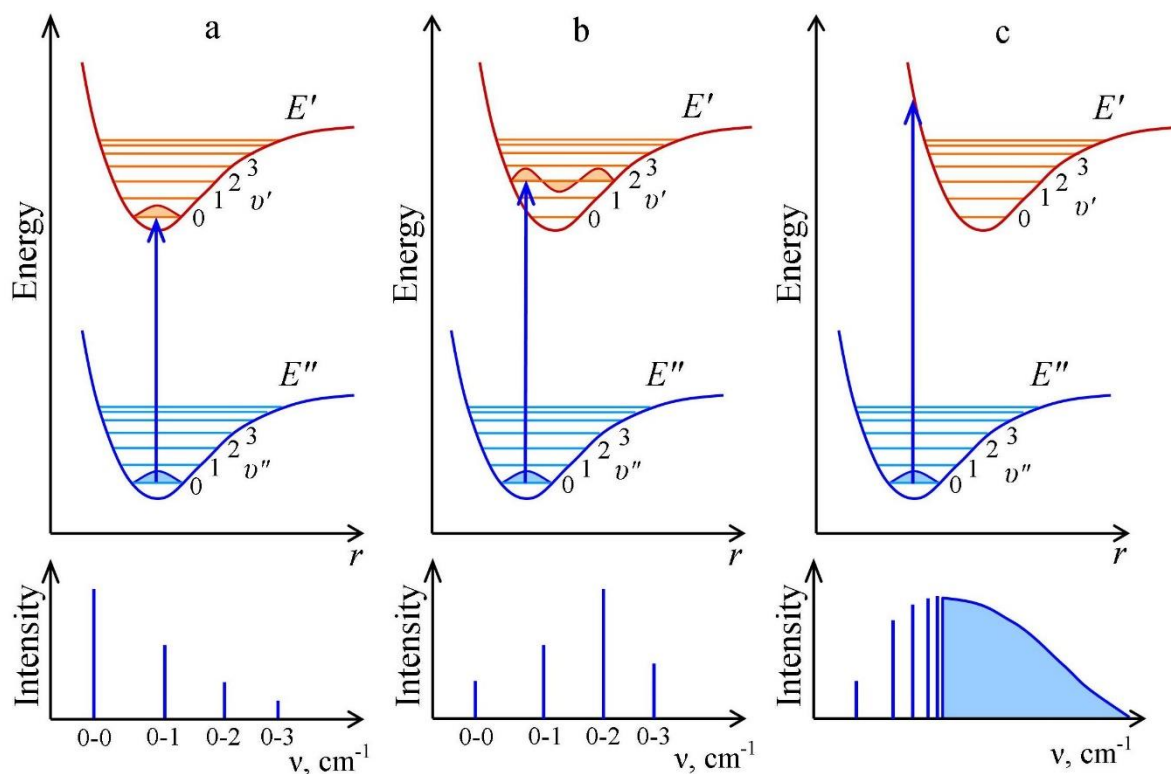 a
Energy
E′
0 1 2 3
υ′
E″
0 1 2 3
υ″
r
b
Energy
E′
0 1 2 3
υ′
E″
0 1 2 3
υ″
r
c
Energy
E′
0 1 2 3
υ′
E″
0 1 2 3
υ″
r
Intensity
0-0 0-1 0-2 0-3
ν, cm-1
Intensity
0-0 0-1 0-2 0-3
ν, cm-1
Intensity
ν, cm-1